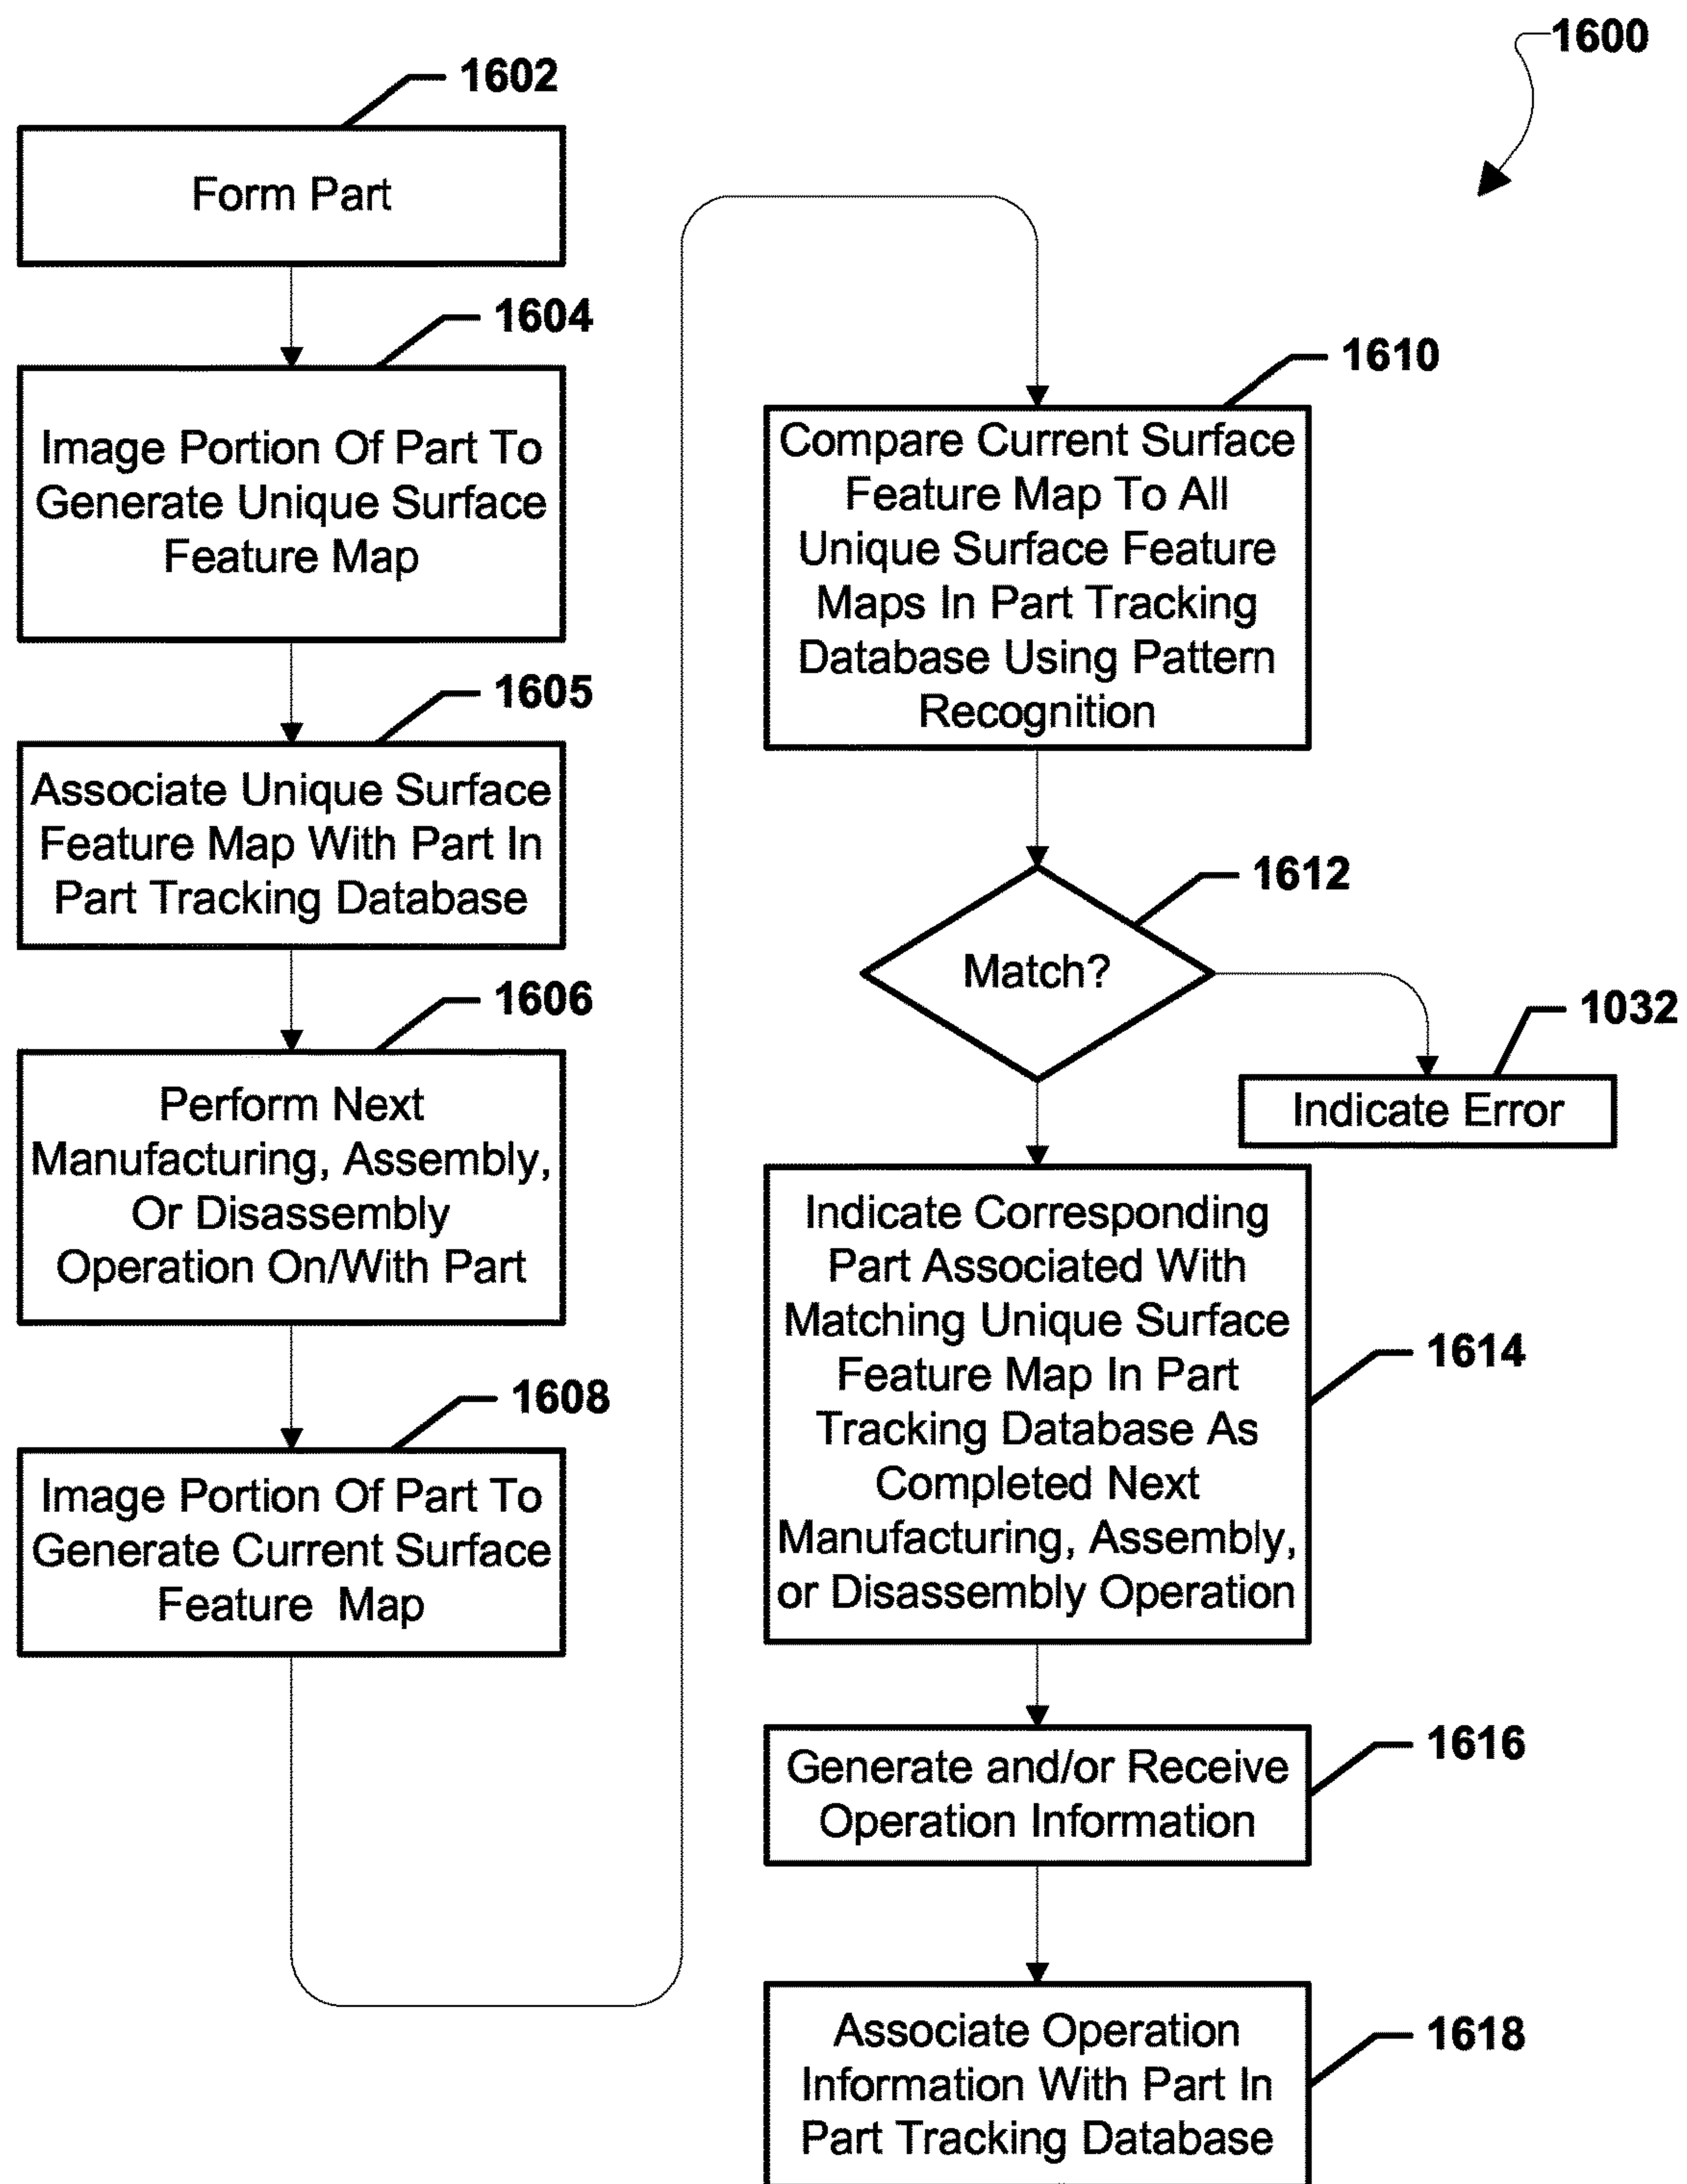 1600
1602
Form Part
1604
Image Portion Of Part To
Generate Unique Surface
Feature Map
1605
Associate Unique Surface
Feature Map With Part In
Part Tracking Database
1606
Perform Next
Manufacturing, Assembly,
Or Disassembly
Operation On/With Part
1608
Image Portion Of Part To
Generate Current Surface
Feature Map
1610
Compare Current Surface
Feature Map To All
Unique Surface Feature
Maps In Part Tracking
Database Using Pattern
Recognition
1612
Match?
1032
Indicate Error
Indicate Corresponding
Part Associated With
Matching Unique Surface
Feature Map In Part
Tracking Database As
Completed Next
Manufacturing, Assembly,
or Disassembly Operation
1614
Generate and/or Receive
Operation Information
1616
Associate Operation
Information With Part In
Part Tracking Database
1618